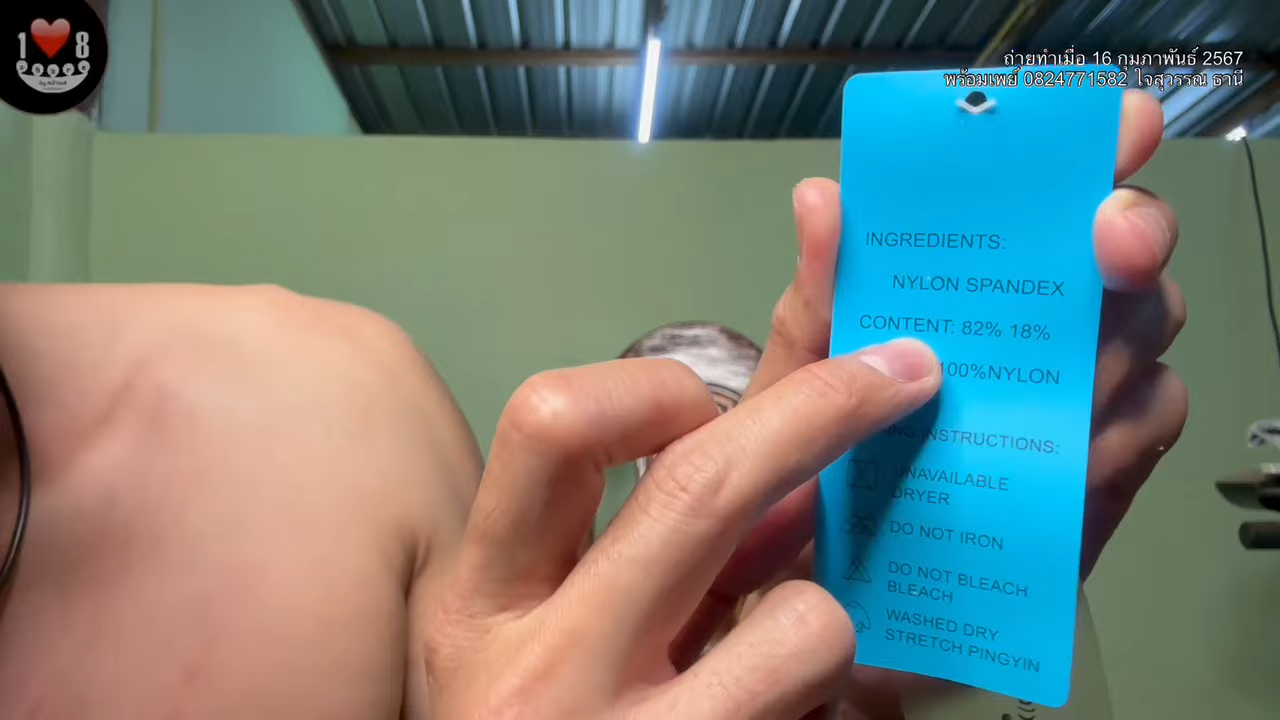 1 8
ถ่ายทำเมื่อ 16 กุมภาพันธ์ 2567
พร้อมเพย์ 0824771582 ใจสุวรรณ ธานี
INGREDIENTS:
NYLON SPANDEX
CONTENT: 82% 18%
100%NYLON
INSTRUCTIONS:
UNAVAILABLE
DRYER
DO NOT IRON
DO NOT BLEACH
BLEACH
WASHED DRY
STRETCH PINGYIN